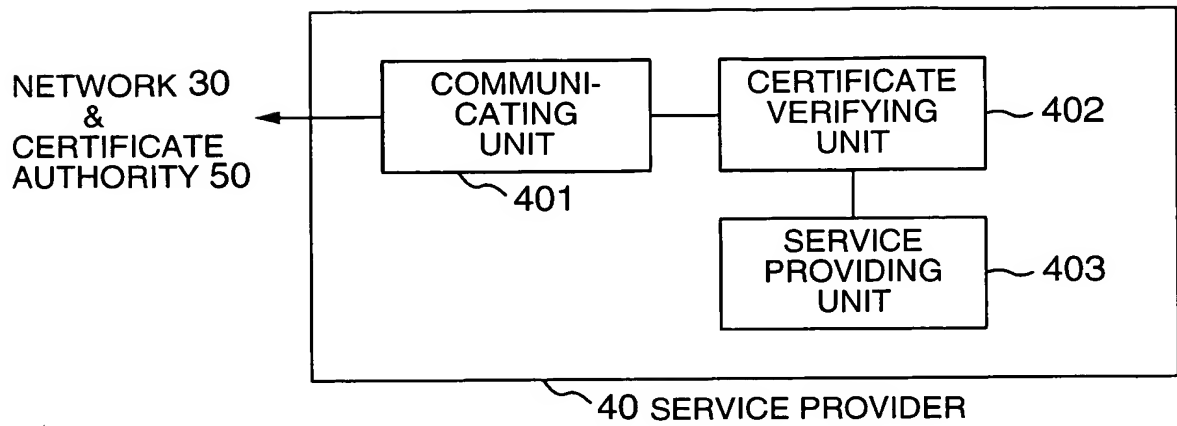 NETWORK 30
&
CERTIFICATE
AUTHORITY 50
COMMUNI-
CATING
UNIT
401
CERTIFICATE
VERIFYING
UNIT
402
SERVICE
PROVIDING
UNIT
403
40 SERVICE PROVIDER